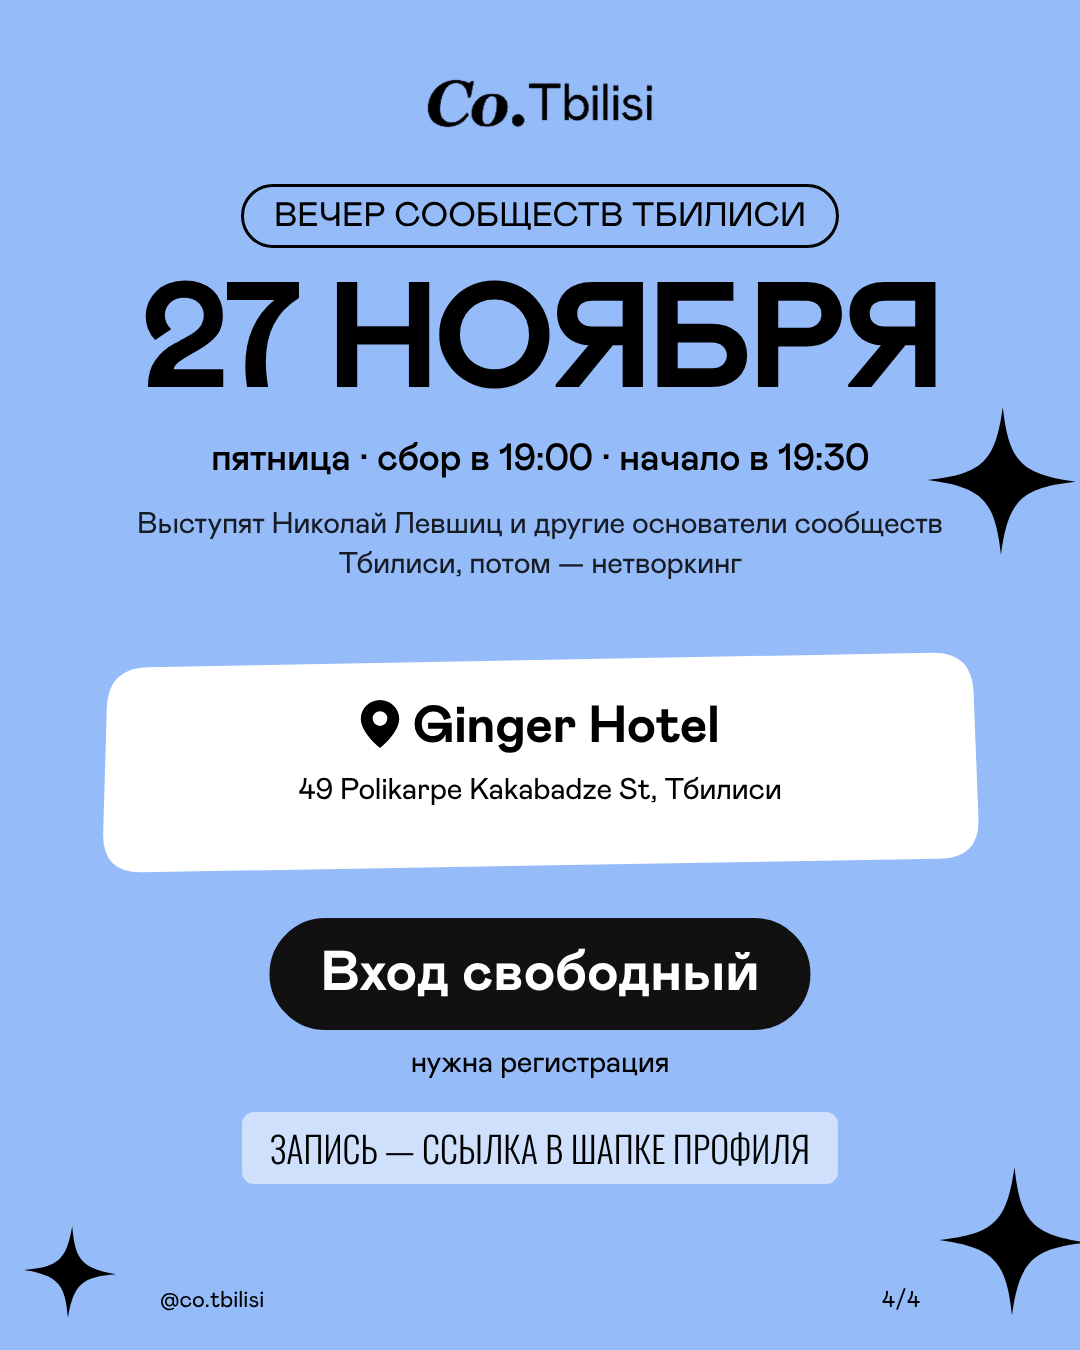 Co.Tbilisi
ВЕЧЕР СООБЩЕСТВ ТБИЛИСИ
27 НОЯБРЯ
пятница · сбор в 19:00 · начало в 19:30
Выступят Николай Левшиц и другие основатели сообществ
Тбилиси, потом — нетворкинг
Ginger Hotel
49 Polikarpe Kakabadze St, Тбилиси
Вход свободный
нужна регистрация
ЗАПИСЬ — ССЫЛКА В ШАПКЕ ПРОФИЛЯ
@co.tbilisi
4/4